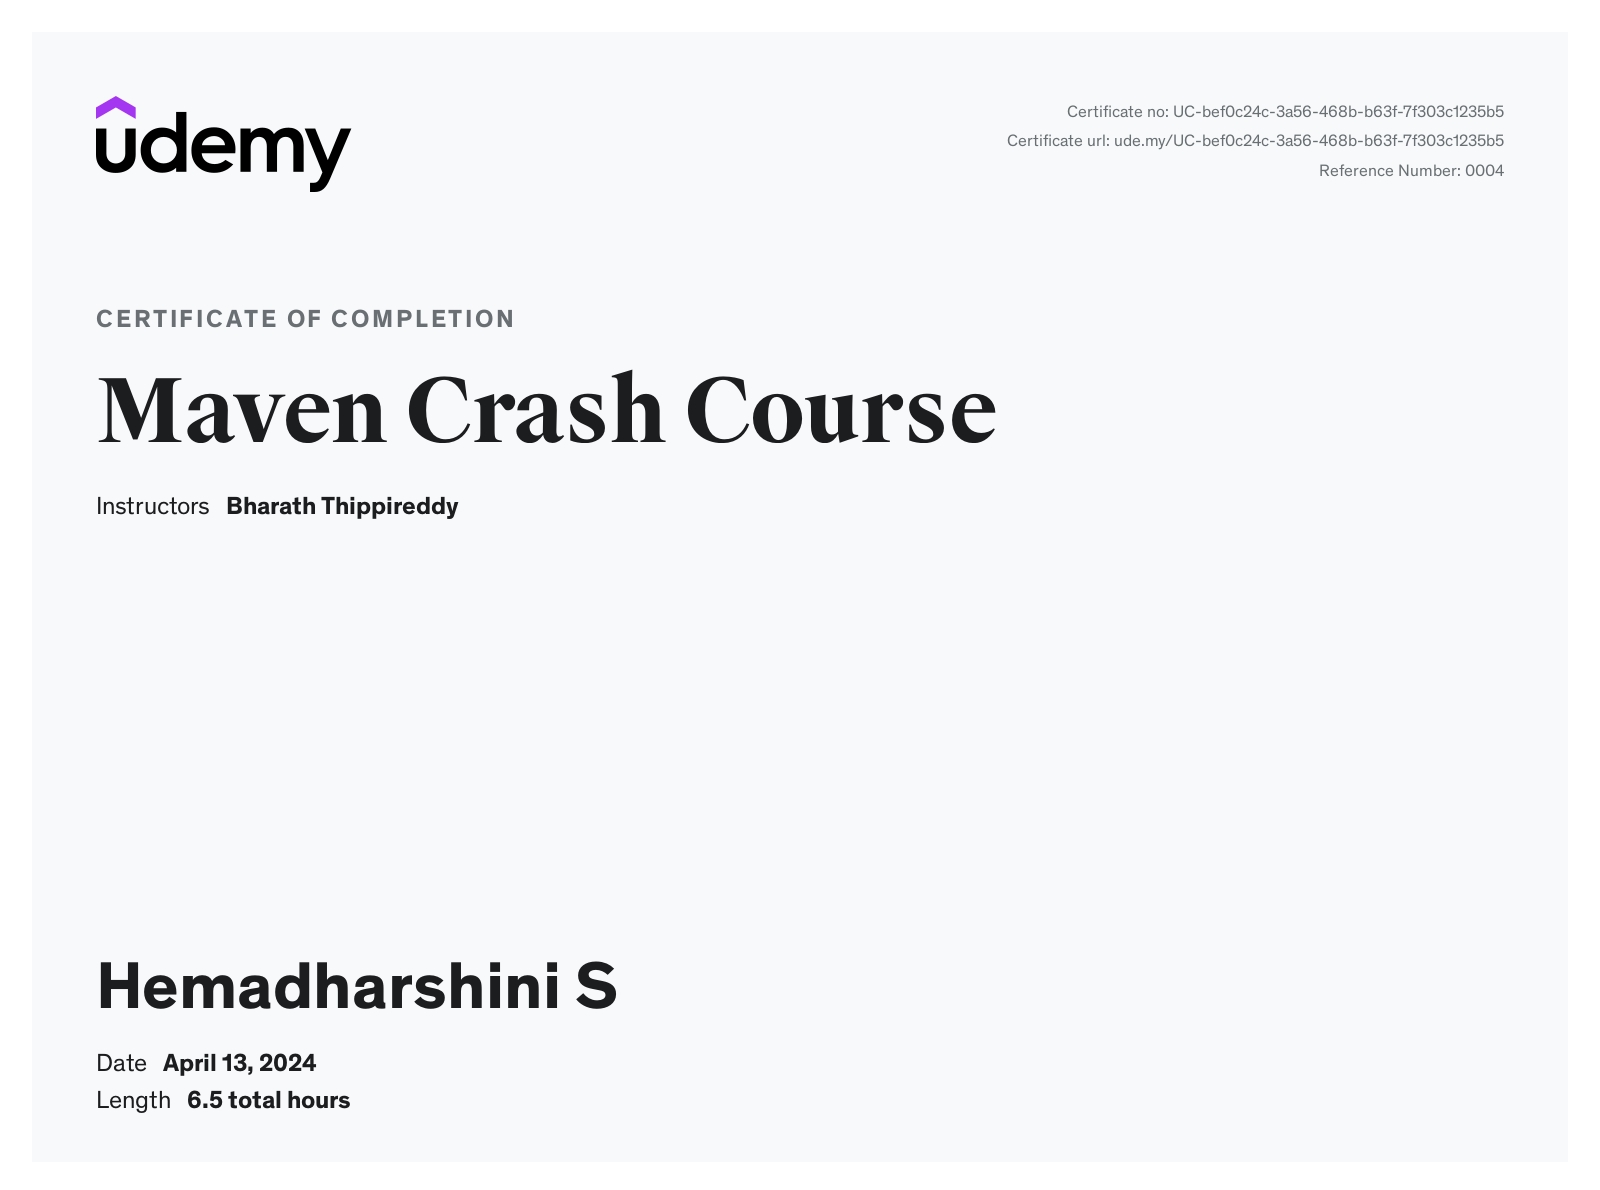 udemy
Certificate no: UC-bef0c24c-3a56-468b-b63f-7f303c1235b5
Certificate url: ude.my/UC-bef0c24c-3a56-468b-b63f-7f303c1235b5
Reference Number: 0004
CERTIFICATE OF COMPLETION
Maven Crash Course
Instructors Bharath Thippireddy
Hemadharshini S
Date April 13, 2024
Length 6.5 total hours